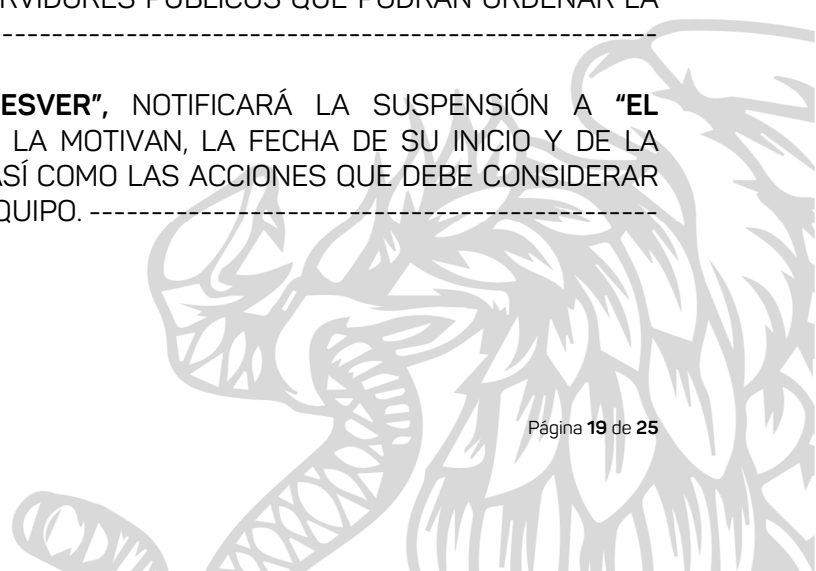 RVIDORES PÚBLICOS QUE PODRÁN ORDENAR LA
------------------------------------------------------
ESVER", NOTIFICARÁ LA SUSPENSIÓN A "EL
LA MOTIVAN, LA FECHA DE SU INICIO Y DE LA
ASÍ COMO LAS ACCIONES QUE DEBE CONSIDERAR
QUIPO. ----------------------------------------------
Página 19 de 25